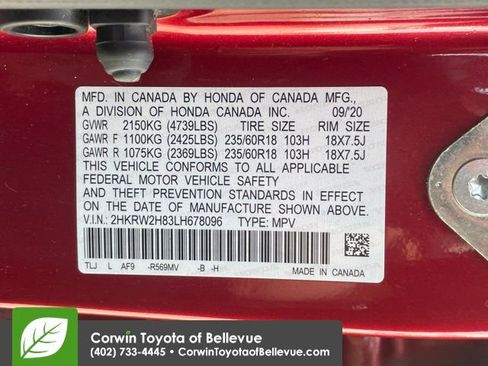 MFD. IN CANADA BY HONDA OF CANADA MFG.,
A DIVISION OF HONDA CANADA INC. 09/'20
GVWR 2150KG (4739LBS) TIRE SIZE RIM SIZE
GAWR F 1100KG (2425LBS) 235/60R18 103H 18X7.5J
GAWR R 1075KG (2369LBS) 235/60R18 103H 18X7.5J
THIS VEHICLE CONFORMS TO ALL APPLICABLE
FEDERAL MOTOR VEHICLE SAFETY
AND THEFT PREVENTION STANDARDS IN EFFECT
ON THE DATE OF MANUFACTURE SHOWN ABOVE.
V.I.N.: 2HKRW2H83LH678096 TYPE: MPV
TLJ L AF9 -R569MV -B -H MADE IN CANADA
Corwin Toyota of Bellevue
(402) 733-4445 • CorwinToyotaofBellevue.com